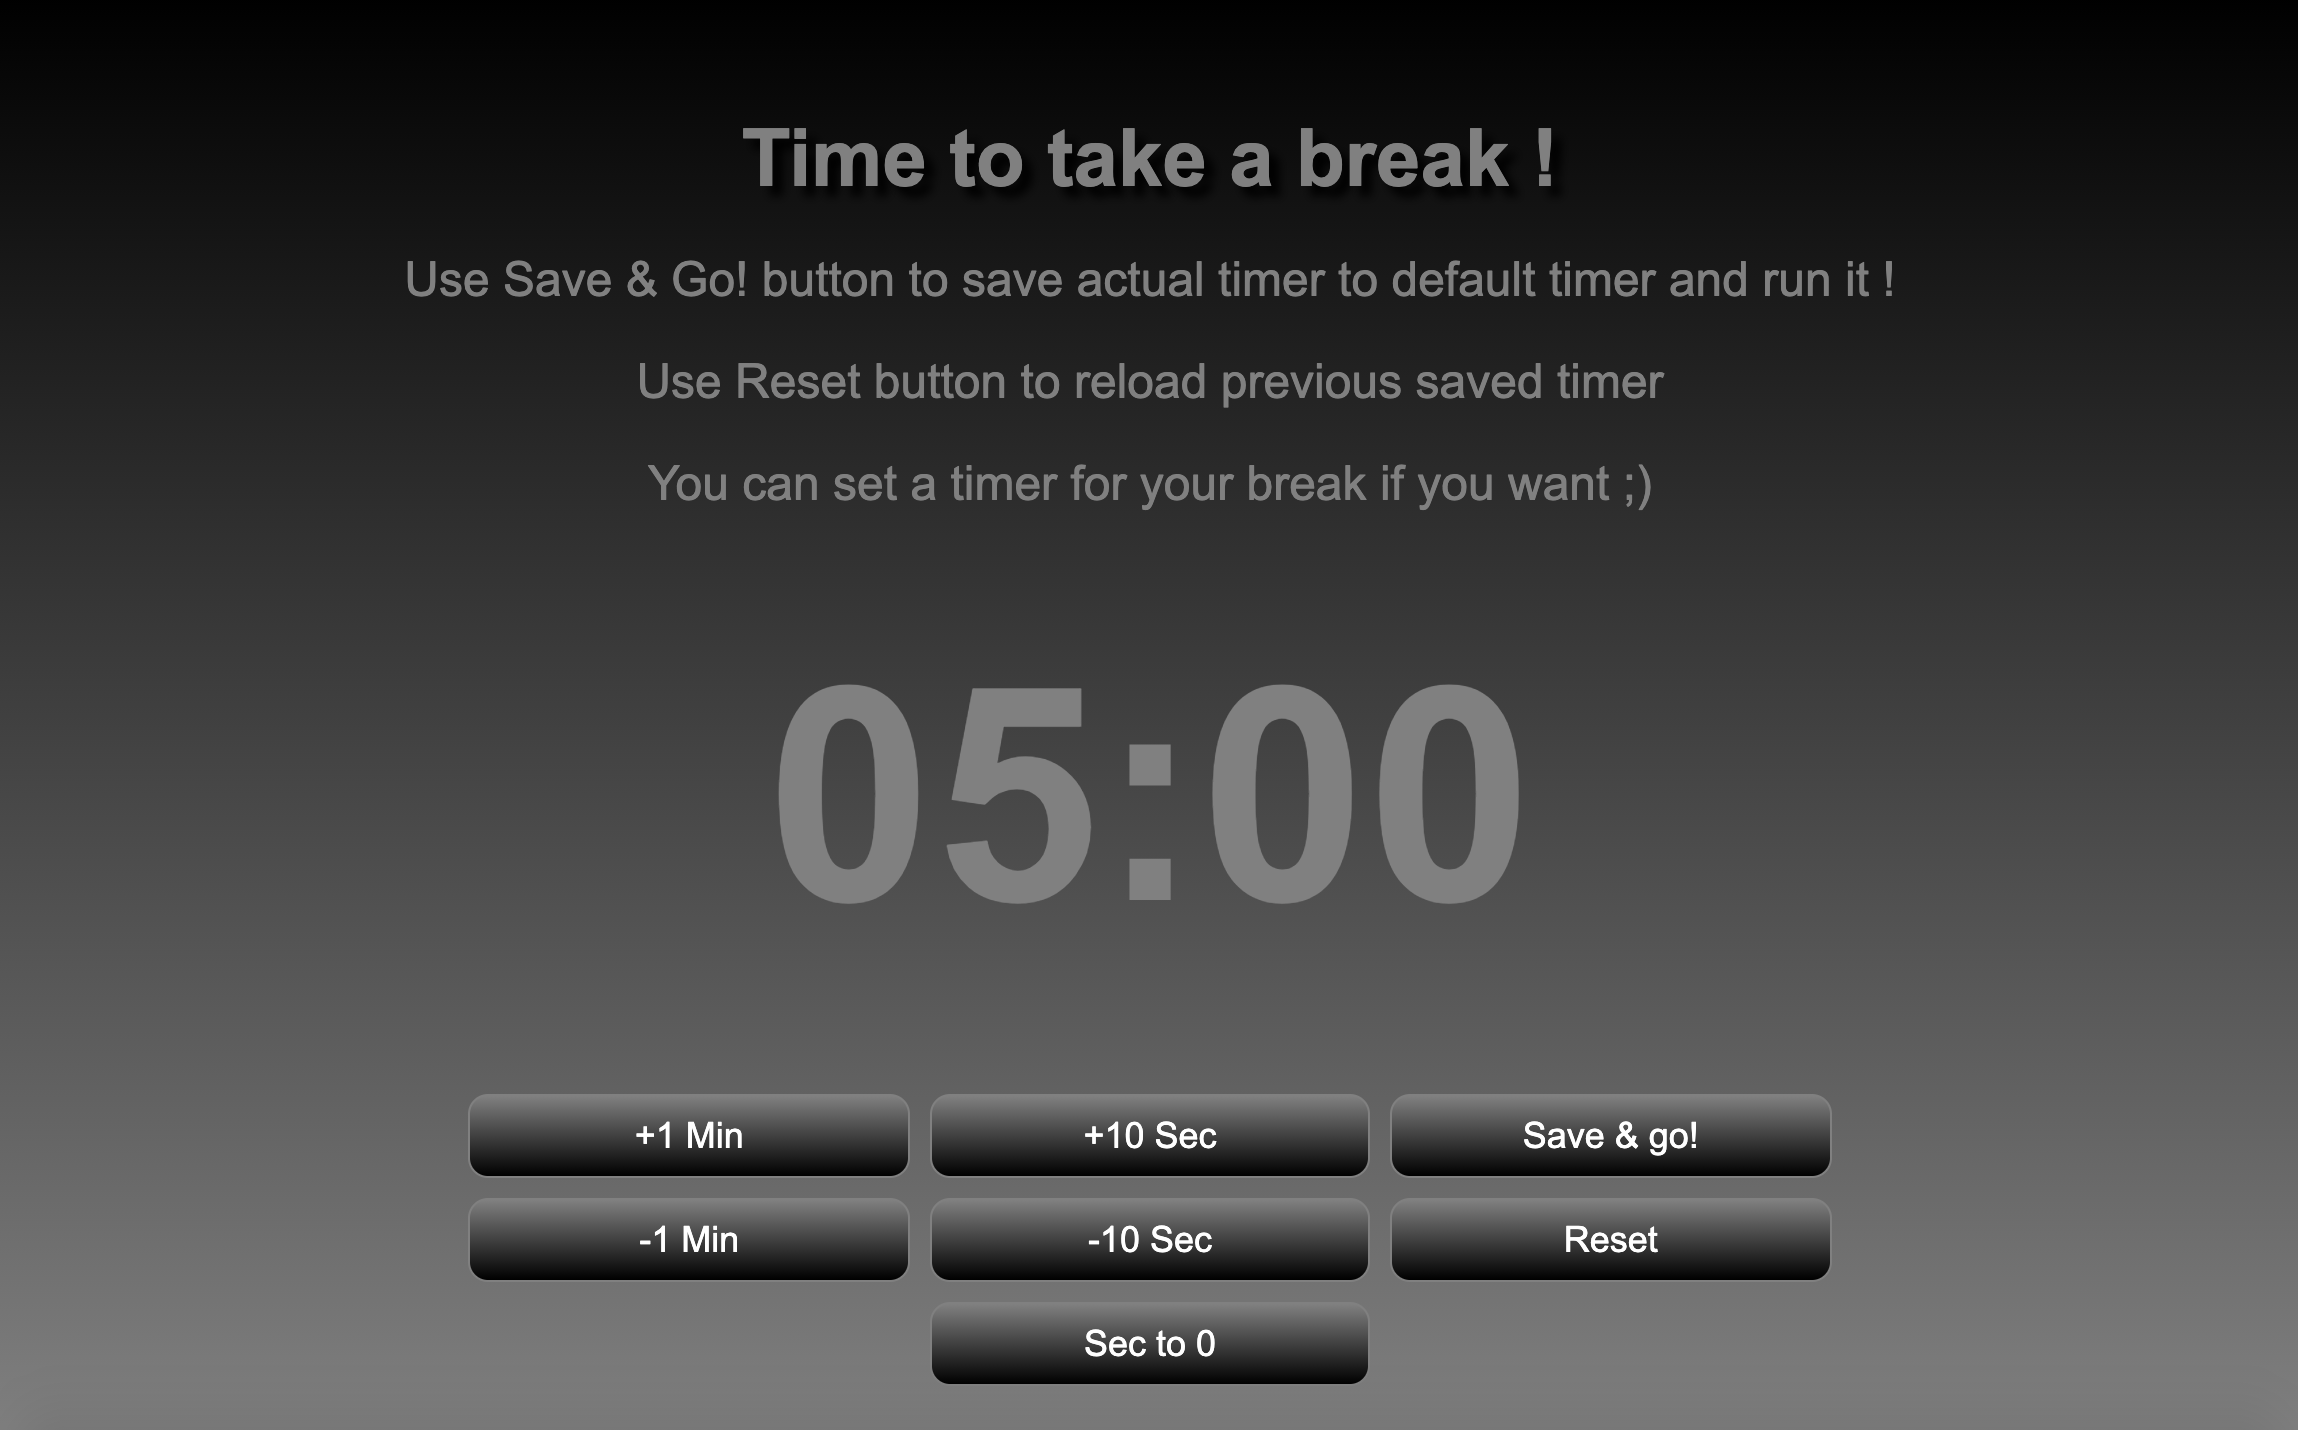 Time to take a break !
Use Save & Go! button to save actual timer to default timer and run it !
Use Reset button to reload previous saved timer
You can set a timer for your break if you want ;)
05:00
+1 Min
+10 Sec
Save & go!
-1 Min
-10 Sec
Reset
Sec to 0